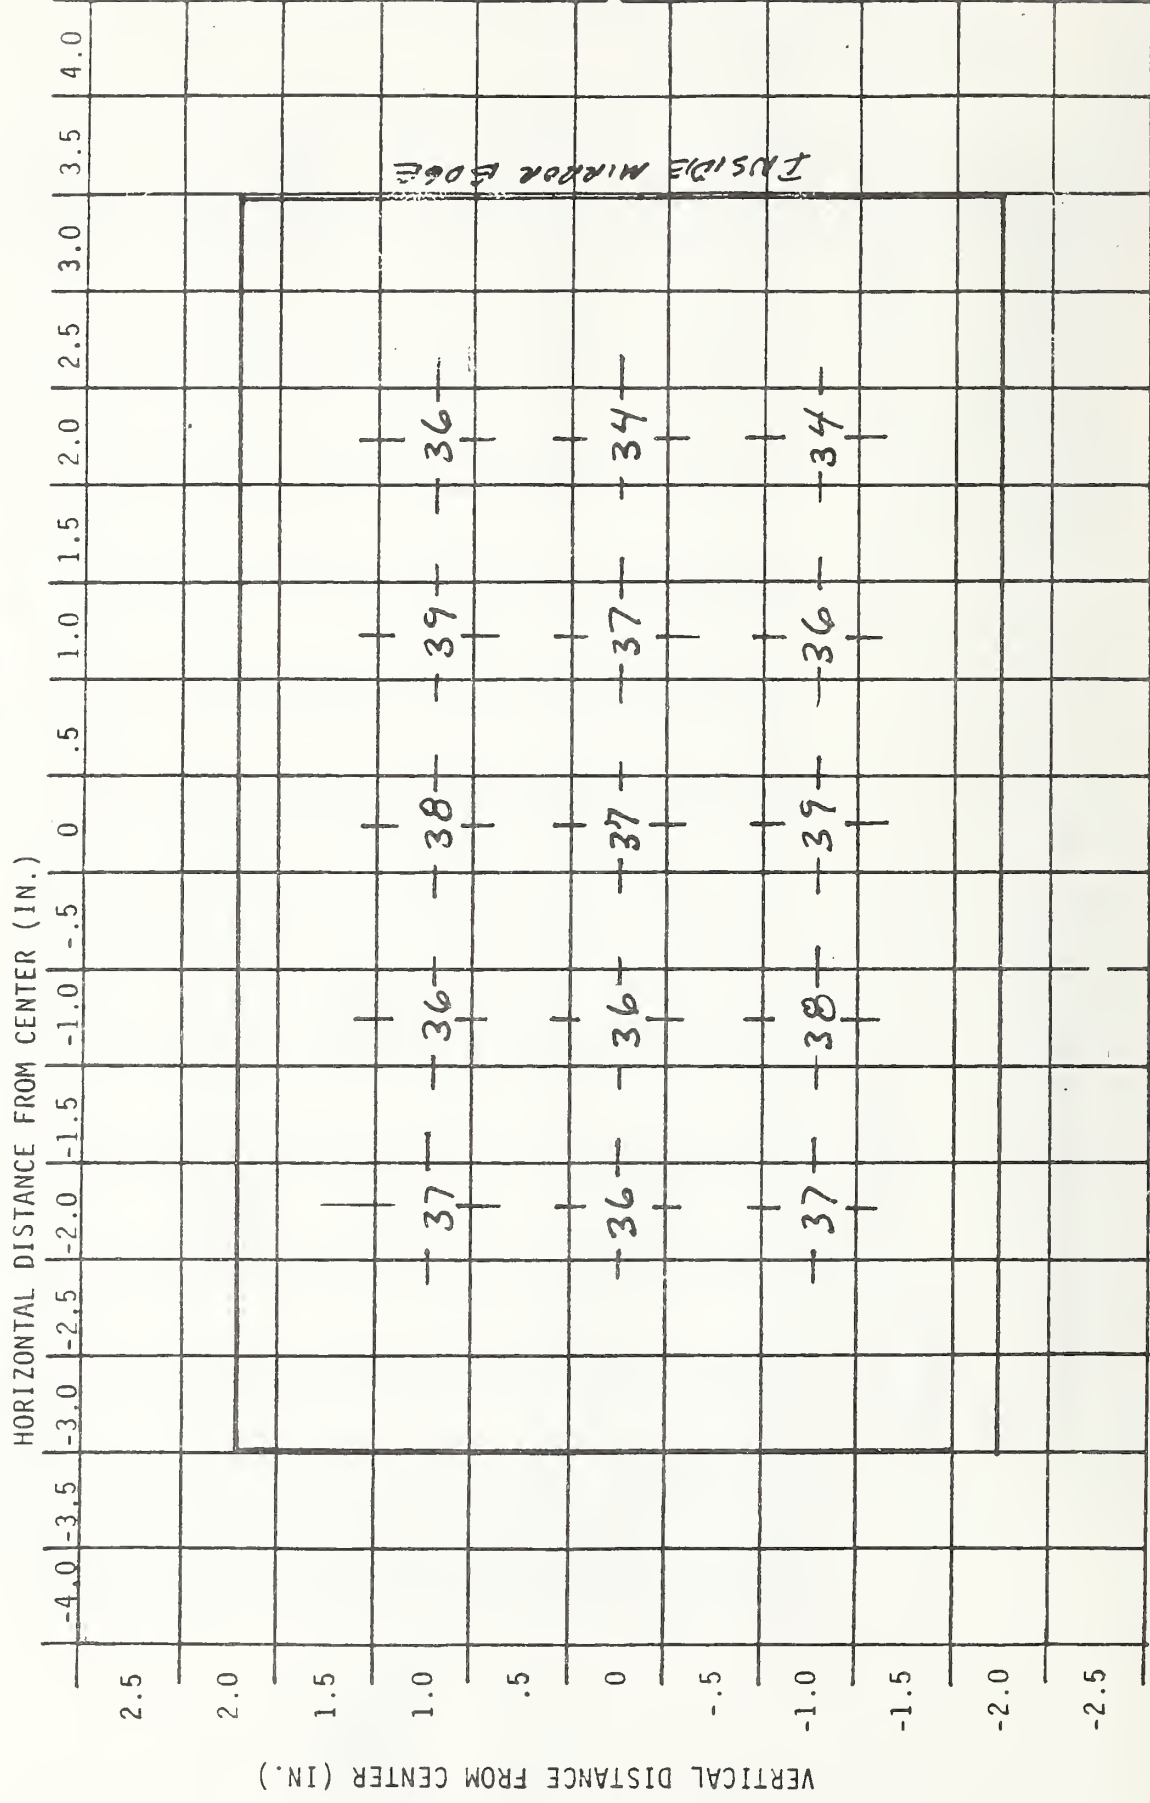 HORIZONTAL DISTANCE FROM CENTER (IN.)
-4.0 -3.5 -3.0 -2.5 -2.0 -1.5 -1.0 -.5 0 .5 1.0 1.5 2.0 2.5 3.0 3.5 4.0
VERTICAL DISTANCE FROM CENTER (IN.)
2.5
2.0
1.5
1.0 37 36 38 39 36
.5
0 36 36 37 37 34
-.5
-1.0 37 38 39 36 34
-1.5
-2.0
-2.5
INSIDE MIRROR EDGE